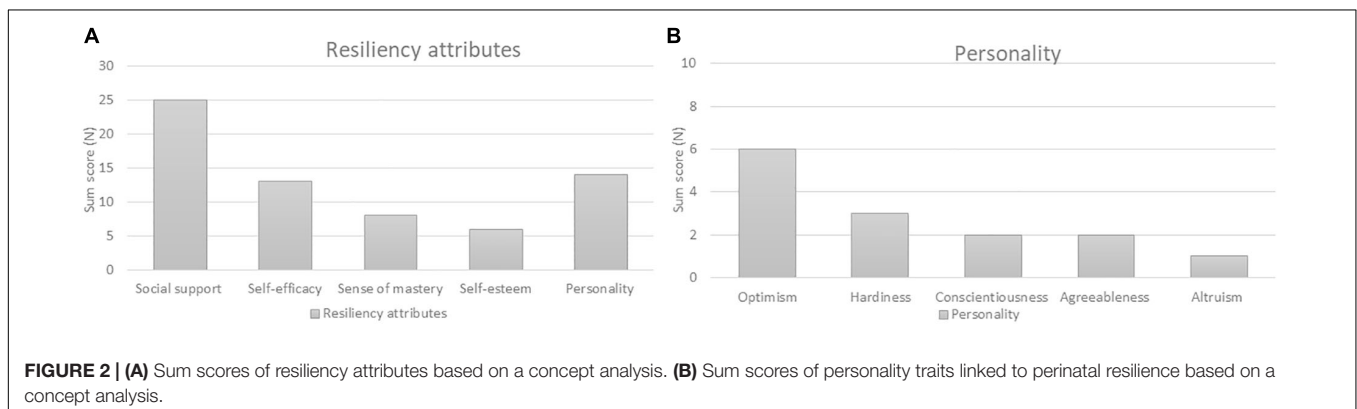 A
Resiliency attributes
Sum score (N)
30
25
20
15
10
5
0
Social support Self-efficacy Sense of mastery Self-esteem Personality
Resiliency attributes
B
Personality
Sum score (N)
10
8
6
4
2
0
Optimism Hardiness Conscientiousness Agreeableness Altruism
Personality
FIGURE 2 | (A) Sum scores of resiliency attributes based on a concept analysis. (B) Sum scores of personality traits linked to perinatal resilience based on a
concept analysis.